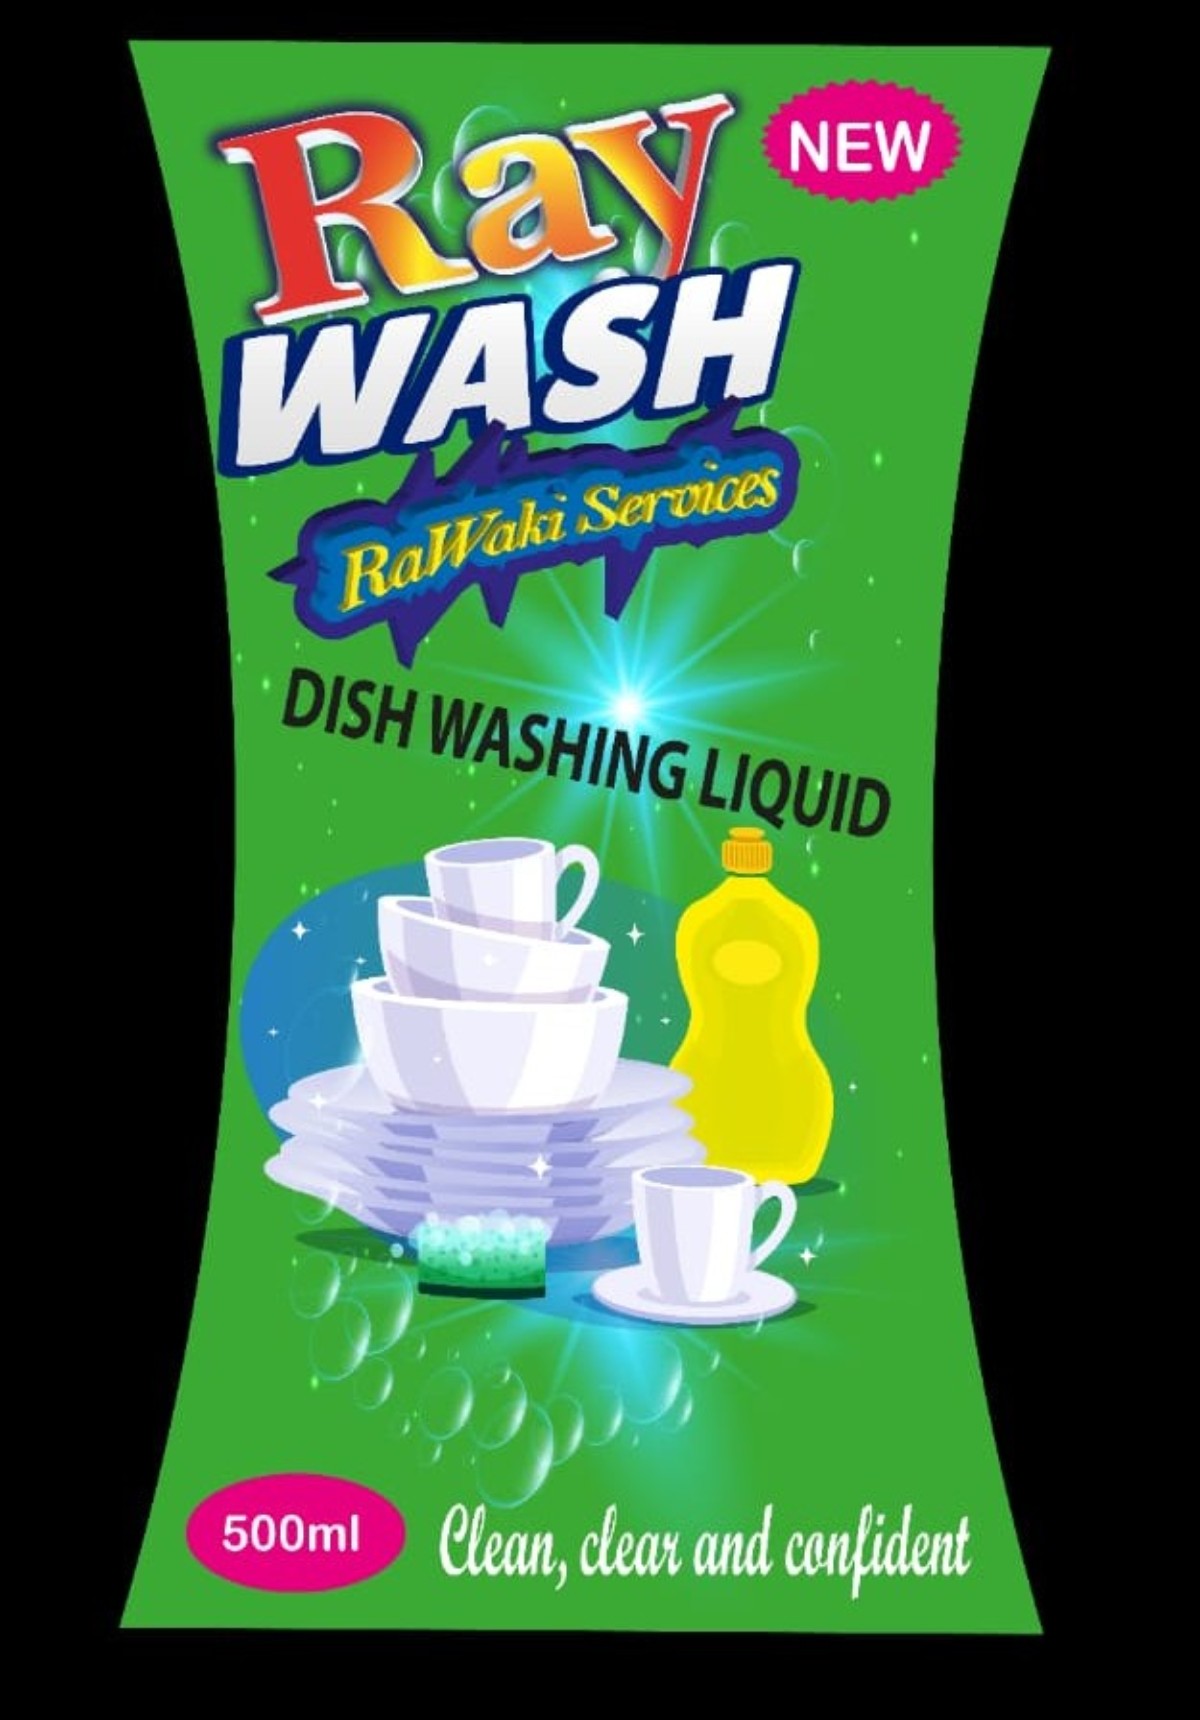 Ray
NEW
WASH
RaWaki Services
DISH WASHING LIQUID
500ml
Clean, clear and confident